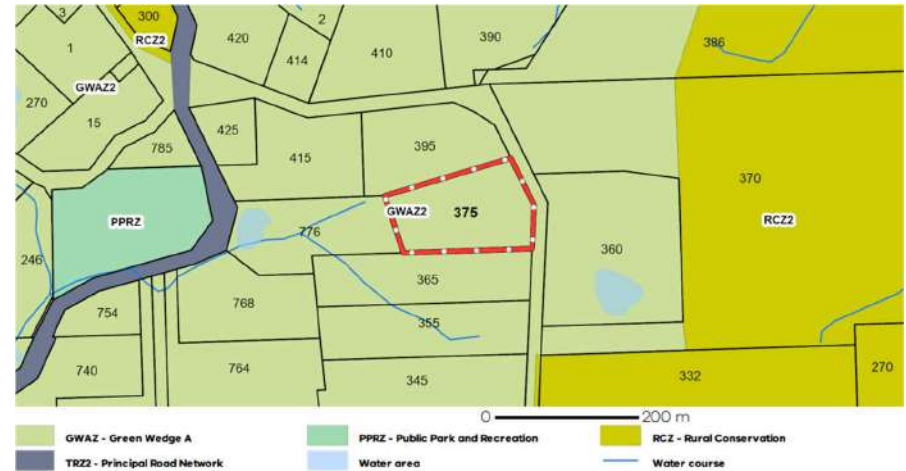 3
300
RCZ2
420
2
414
410
390
386
1
GWAZ2
270
15
425
785
415
395
370
PPRZ
GWAZ2
375
RCZ2
776
246
360
365
768
754
355
740
764
345
332
270
0 200 m
GWAZ - Green Wedge A
PPRZ - Public Park and Recreation
RCZ - Rural Conservation
TRZ2 - Principal Road Network
Water area
Water course